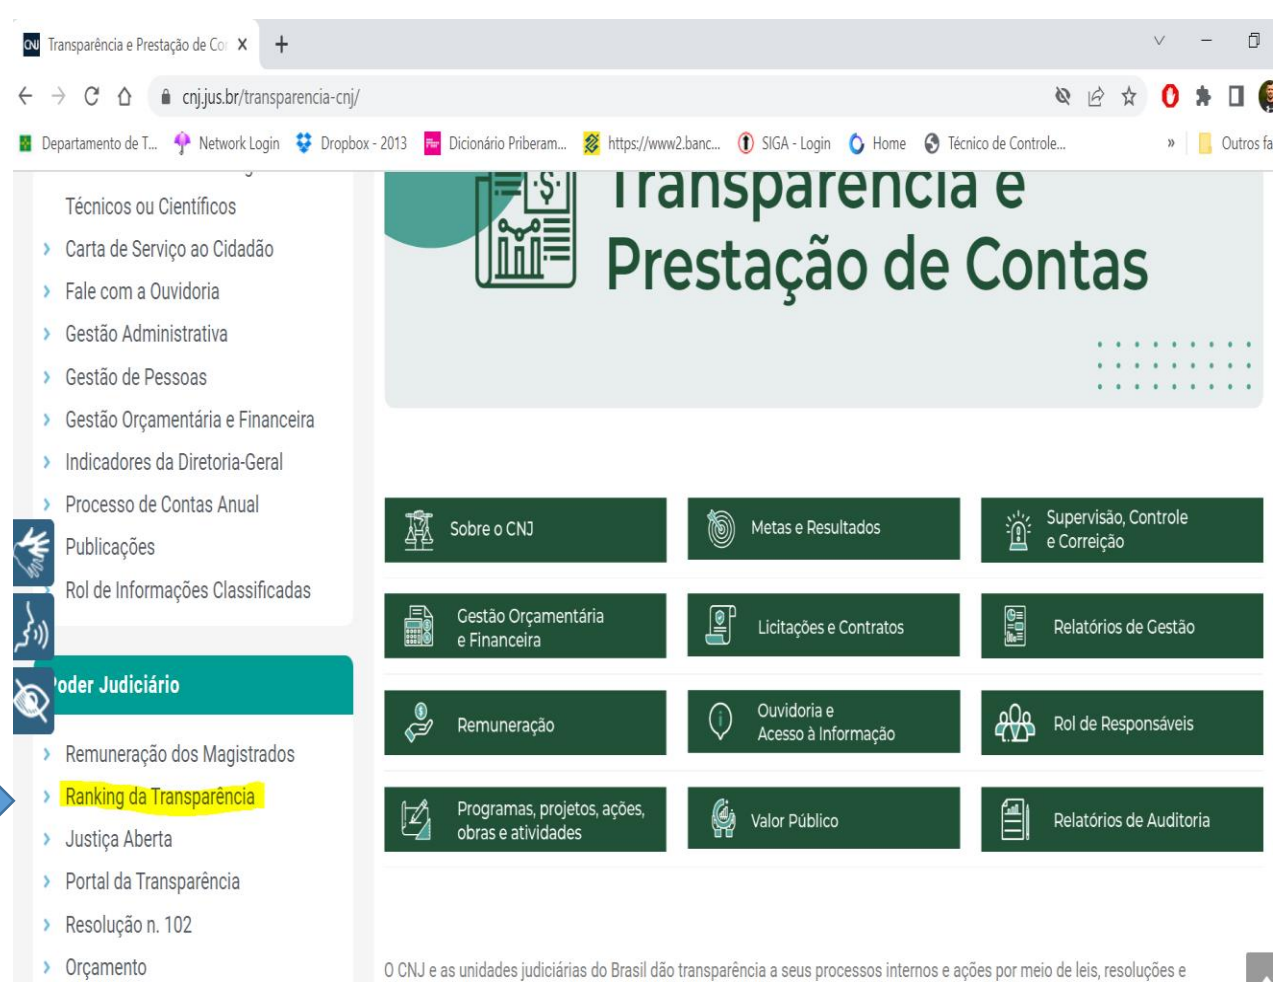 CNJ Transparência e Prestação de Co
cnj.jus.br/transparencia-cnj/
Departamento de T... Network Login Dropbox - 2013 Dicionário Priberam... https://www2.banc... SIGA - Login Home Técnico de Controle... » Outros fa
Técnicos ou Científicos
Carta de Serviço ao Cidadão
Fale com a Ouvidoria
Gestão Administrativa
Gestão de Pessoas
Gestão Orçamentária e Financeira
Indicadores da Diretoria-Geral
Processo de Contas Anual
Publicações
Rol de Informações Classificadas
Poder Judiciário
Remuneração dos Magistrados
Ranking da Transparência
Justiça Aberta
Portal da Transparência
Resolução n. 102
Orçamento
Transparência e
Prestação de Contas
Sobre o CNJ
Metas e Resultados
Supervisão, Controle
e Correição
Gestão Orçamentária
e Financeira
Licitações e Contratos
Relatórios de Gestão
Remuneração
Ouvidoria e
Acesso à Informação
Rol de Responsáveis
Programas, projetos, ações,
obras e atividades
Valor Público
Relatórios de Auditoria
O CNJ e as unidades judiciárias do Brasil dão transparência a seus processos internos e ações por meio de leis, resoluções e